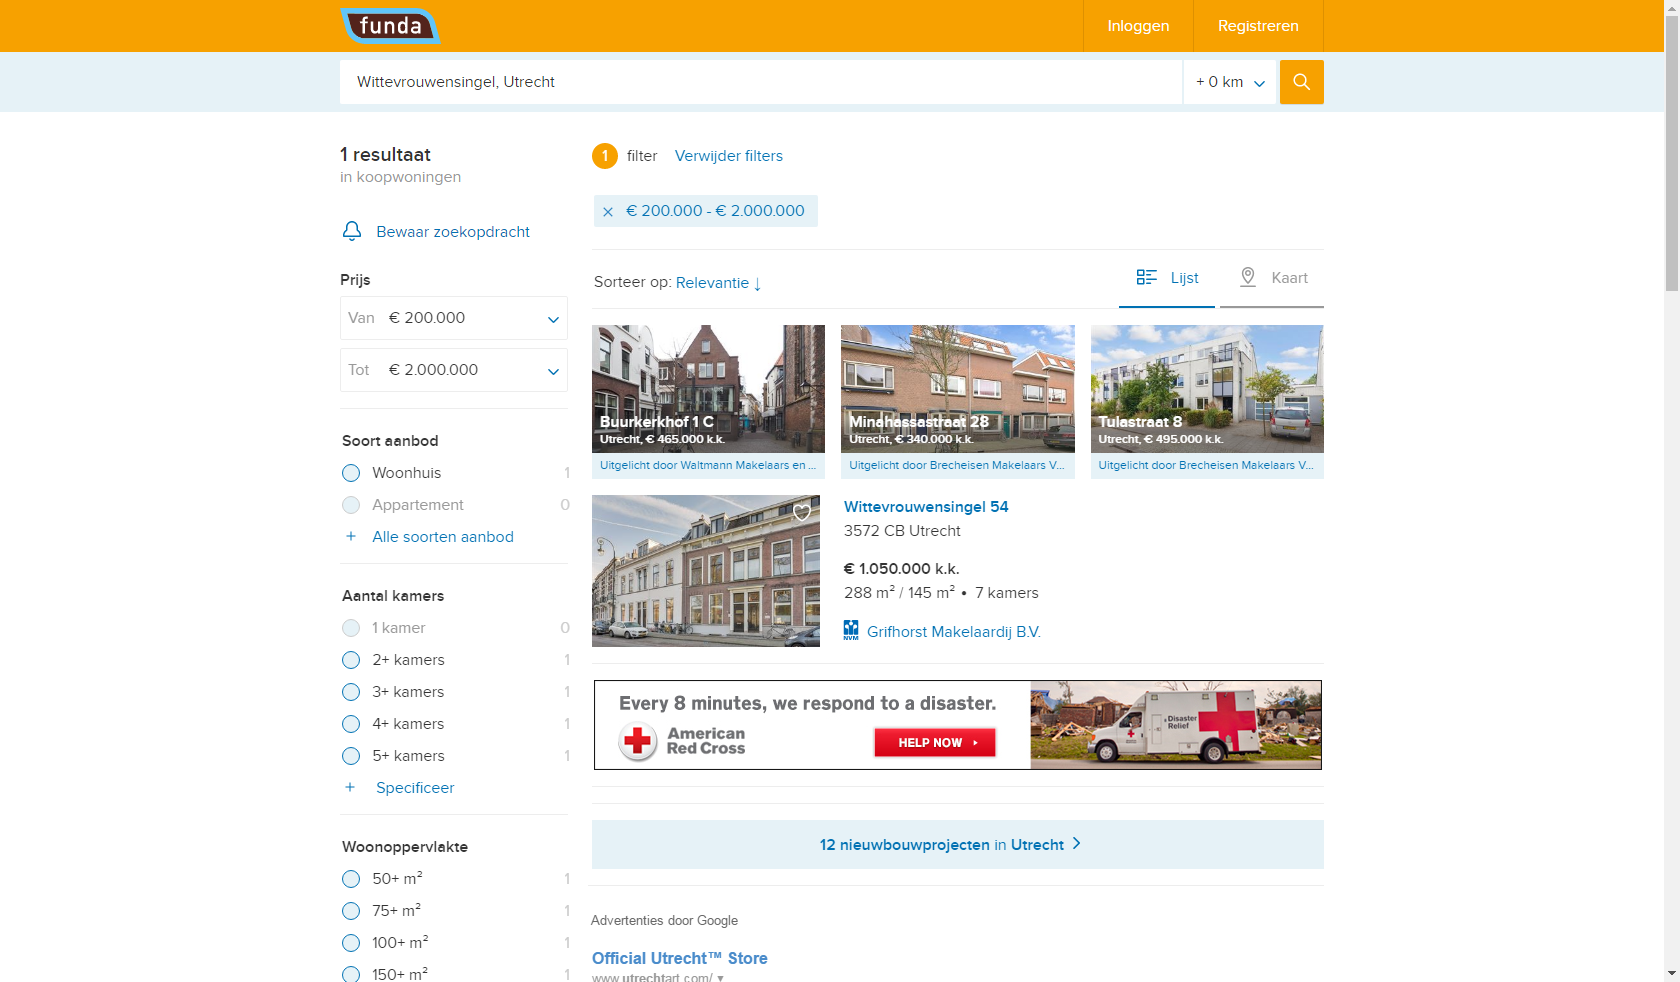 funda
Inloggen
Registreren
Wittevrouwensingel, Utrecht
+ 0 km
1 resultaat
in koopwoningen
Bewaar zoekopdracht
Prijs
Van € 200.000
Tot € 2.000.000
Soort aanbod
Woonhuis 1
Appartement 0
+ Alle soorten aanbod
Aantal kamers
1 kamer 0
2+ kamers 1
3+ kamers 1
4+ kamers 1
5+ kamers 1
+ Specificeer
Woonoppervlakte
50+ m² 1
75+ m² 1
100+ m² 1
150+ m² 1
1 filter Verwijder filters
× € 200.000 - € 2.000.000
Sorteer op: Relevantie ↓
Lijst
Kaart
Buurkerkhof 1 C
Utrecht, € 465.000 k.k.
Uitgelicht door Waltmann Makelaars en ...
Minahassastraat 28
Utrecht, € 340.000 k.k.
Uitgelicht door Brecheisen Makelaars V...
Tulastraat 8
Utrecht, € 495.000 k.k.
Uitgelicht door Brecheisen Makelaars V...
Wittevrouwensingel 54
3572 CB Utrecht
€ 1.050.000 k.k.
288 m² / 145 m² • 7 kamers
NVM
Grifhorst Makelaardij B.V.
Every 8 minutes, we respond to a disaster.
American
Red Cross
HELP NOW
Disaster
Relief
12 nieuwbouwprojecten in Utrecht >
Advertenties door Google
Official Utrecht™ Store
www.utrechtart.com/ ▼